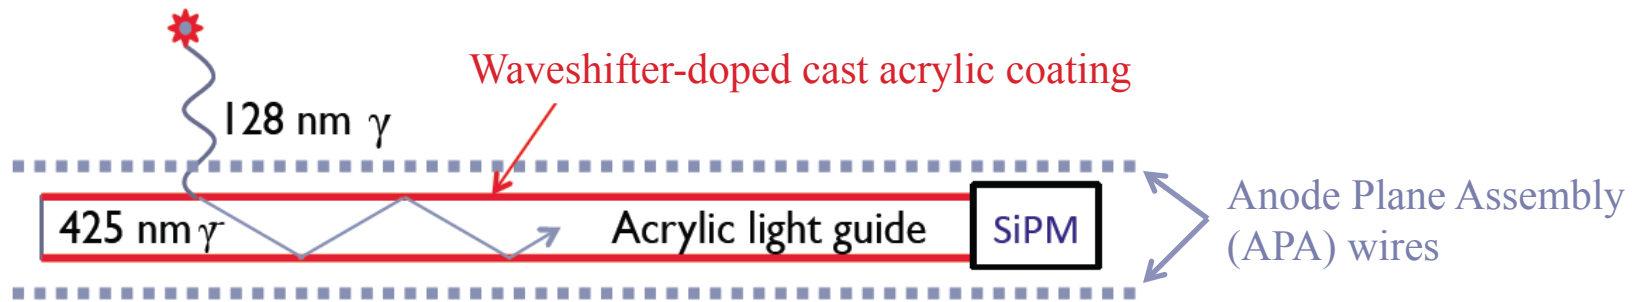 Waveshifter-doped cast acrylic coating
128 nm γ
425 nm γ
Acrylic light guide
SiPM
Anode Plane Assembly
(APA) wires